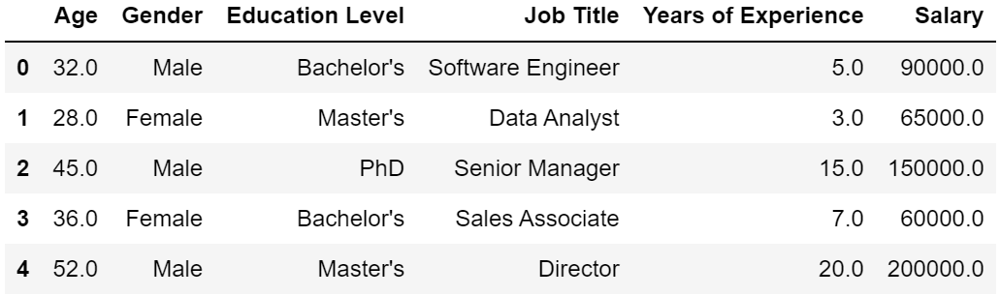 Age Gender Education Level Job Title Years of Experience Salary
0 32.0 Male Bachelor's Software Engineer 5.0 90000.0
1 28.0 Female Master's Data Analyst 3.0 65000.0
2 45.0 Male PhD Senior Manager 15.0 150000.0
3 36.0 Female Bachelor's Sales Associate 7.0 60000.0
4 52.0 Male Master's Director 20.0 200000.0